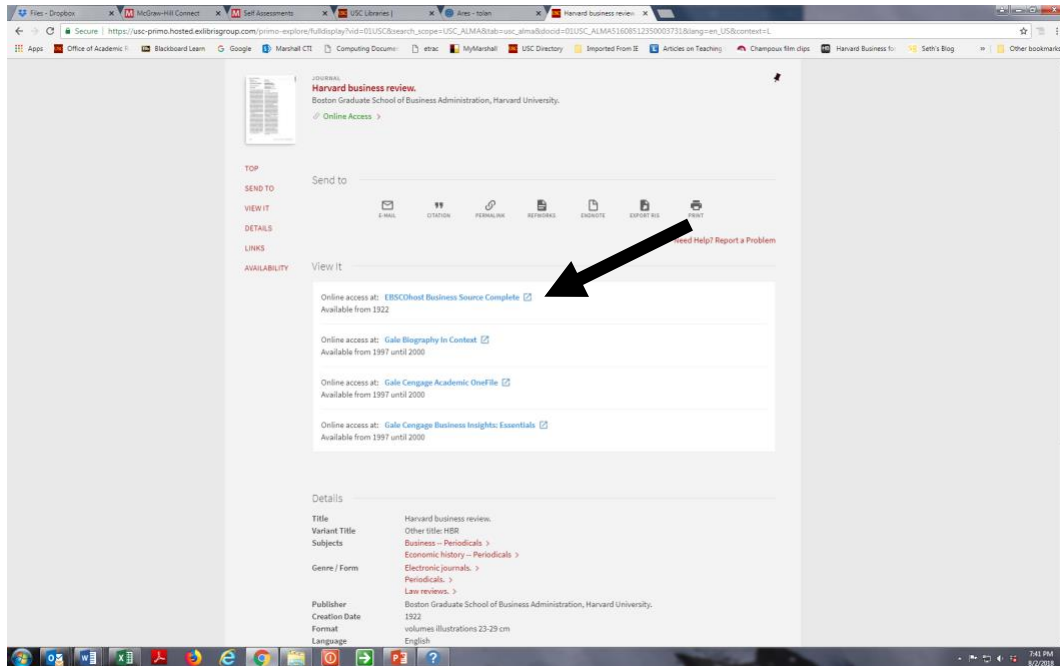 Files - Dropbox
McGraw-Hill Connect
Self Assessments
USC Libraries |
Ares - tolan
Harvard business review
Secure | https://usc-primo.hosted.exlibrisgroup.com/primo-explore/fulldisplay?vid=01USC&search_scope=USC_ALMA&tab=usc_alma&docid=01USC_ALMA51608512350003731&lang=en_US&context=L
Apps Office of Academic Blackboard Learn Google Marshall CTE Computing Docume etrac MyMarshall USC Directory Imported From IE Articles on Teaching Champoux film clips Harvard Business fo Seth's Blog » Other bookmarks
JOURNAL
Harvard business review.
Boston Graduate School of Business Administration, Harvard University.
Online Access >
TOP
SEND TO
VIEW IT
DETAILS
LINKS
AVAILABILITY
Send to
E-MAIL CITATION PERMALINK REFWORKS ENDNOTE EXPORT RIS PRINT
Need Help? Report a Problem
View It
Online access at: EBSCOhost Business Source Complete
Available from 1922
Online access at: Gale Biography In Context
Available from 1997 until 2000
Online access at: Gale Cengage Academic OneFile
Available from 1997 until 2000
Online access at: Gale Cengage Business Insights: Essentials
Available from 1997 until 2000
Details
Title Harvard business review.
Variant Title Other title: HBR
Subjects Business -- Periodicals >
Economic history -- Periodicals >
Genre / Form Electronic journals. >
Periodicals. >
Law reviews. >
Publisher Boston Graduate School of Business Administration, Harvard University.
Creation Date 1922
Format volumes illustrations 23-29 cm
Language English
7:41 PM
8/2/2018